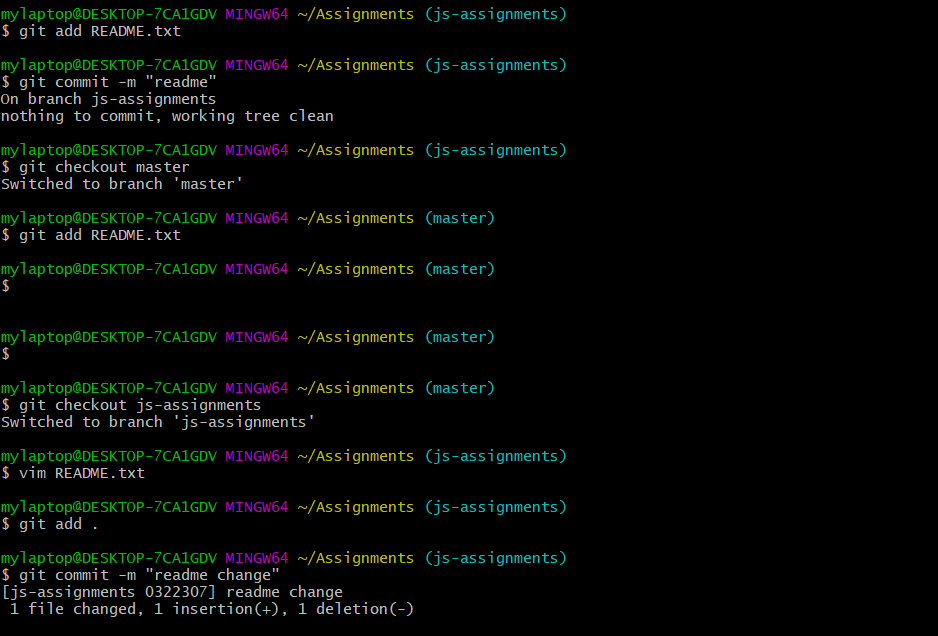 mylaptop@DESKTOP-7CA1GDV MINGW64 ~/Assignments (js-assignments)
$ git add README.txt
mylaptop@DESKTOP-7CA1GDV MINGW64 ~/Assignments (js-assignments)
$ git commit -m "readme"
On branch js-assignments
nothing to commit, working tree clean
mylaptop@DESKTOP-7CA1GDV MINGW64 ~/Assignments (js-assignments)
$ git checkout master
Switched to branch 'master'
mylaptop@DESKTOP-7CA1GDV MINGW64 ~/Assignments (master)
$ git add README.txt
mylaptop@DESKTOP-7CA1GDV MINGW64 ~/Assignments (master)
$
mylaptop@DESKTOP-7CA1GDV MINGW64 ~/Assignments (master)
$
mylaptop@DESKTOP-7CA1GDV MINGW64 ~/Assignments (master)
$ git checkout js-assignments
Switched to branch 'js-assignments'
mylaptop@DESKTOP-7CA1GDV MINGW64 ~/Assignments (js-assignments)
$ vim README.txt
mylaptop@DESKTOP-7CA1GDV MINGW64 ~/Assignments (js-assignments)
$ git add .
mylaptop@DESKTOP-7CA1GDV MINGW64 ~/Assignments (js-assignments)
$ git commit -m "readme change"
[js-assignments 0322307] readme change
 1 file changed, 1 insertion(+), 1 deletion(-)